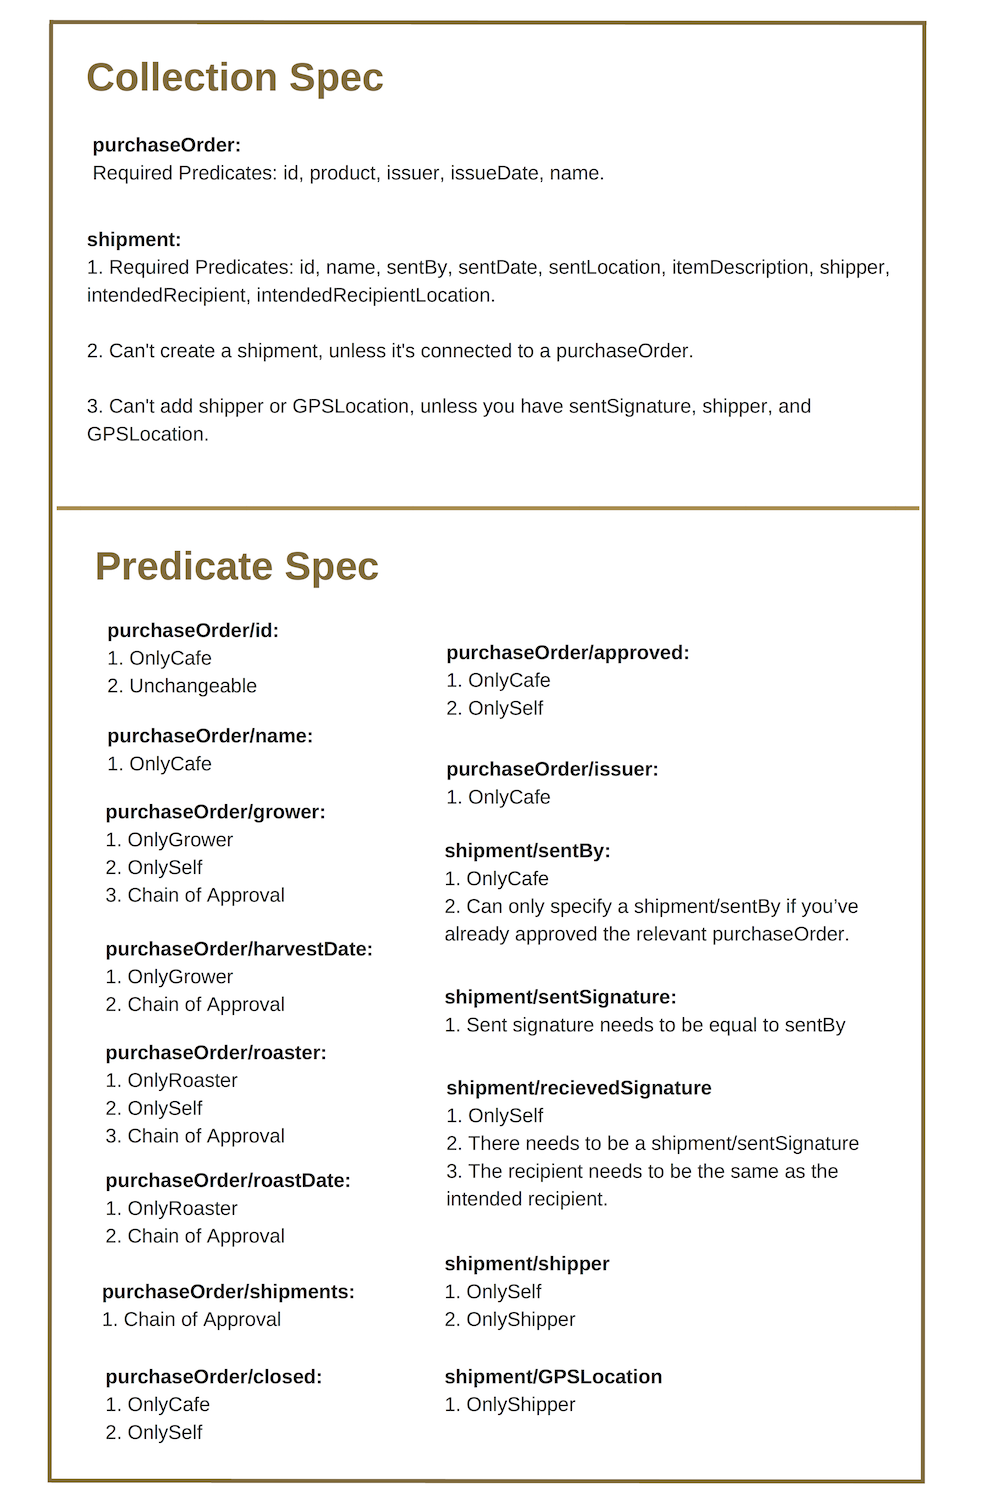 Collection Spec
purchaseOrder:
Required Predicates: id, product, issuer, issueDate, name.
shipment:
1. Required Predicates: id, name, sentBy, sentDate, sentLocation, itemDescription, shipper,
intendedRecipient, intendedRecipientLocation.
2. Can't create a shipment, unless it's connected to a purchaseOrder.
3. Can't add shipper or GPSLocation, unless you have sentSignature, shipper, and
GPSLocation.
Predicate Spec
purchaseOrder/id:
1. OnlyCafe
2. Unchangeable
purchaseOrder/name:
1. OnlyCafe
purchaseOrder/grower:
1. OnlyGrower
2. OnlySelf
3. Chain of Approval
purchaseOrder/harvestDate:
1. OnlyGrower
2. Chain of Approval
purchaseOrder/roaster:
1. OnlyRoaster
2. OnlySelf
3. Chain of Approval
purchaseOrder/roastDate:
1. OnlyRoaster
2. Chain of Approval
purchaseOrder/shipments:
1. Chain of Approval
purchaseOrder/closed:
1. OnlyCafe
2. OnlySelf
purchaseOrder/approved:
1. OnlyCafe
2. OnlySelf
purchaseOrder/issuer:
1. OnlyCafe
shipment/sentBy:
1. OnlyCafe
2. Can only specify a shipment/sentBy if you’ve
already approved the relevant purchaseOrder.
shipment/sentSignature:
1. Sent signature needs to be equal to sentBy
shipment/recievedSignature
1. OnlySelf
2. There needs to be a shipment/sentSignature
3. The recipient needs to be the same as the
intended recipient.
shipment/shipper
1. OnlySelf
2. OnlyShipper
shipment/GPSLocation
1. OnlyShipper